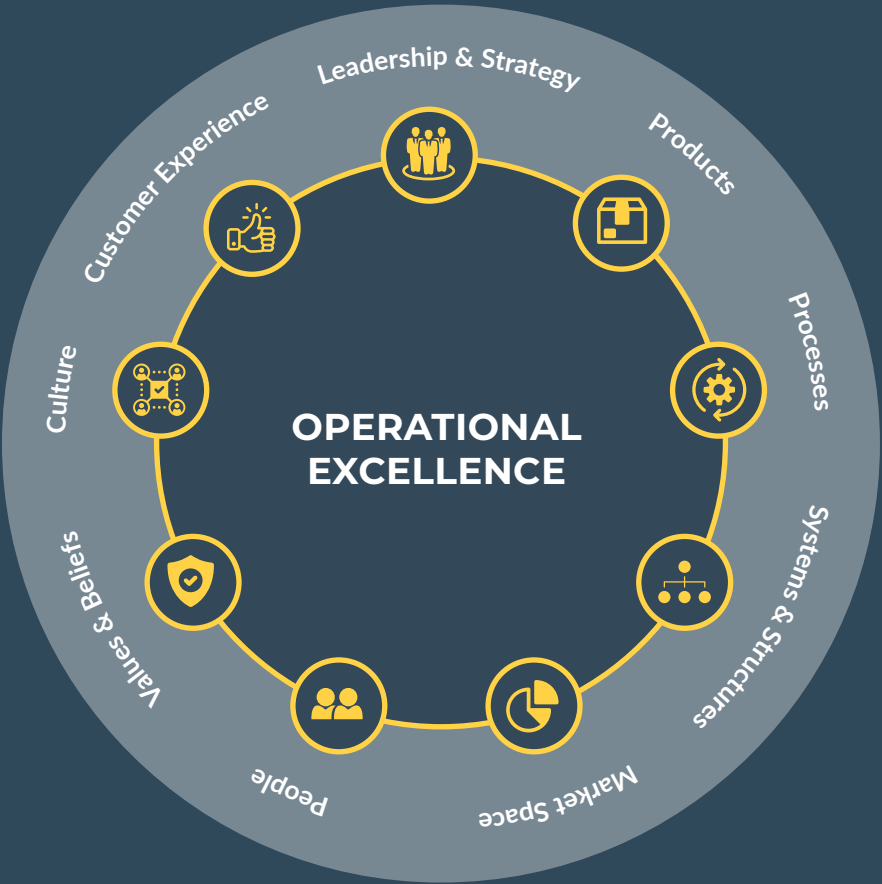 Leadership & Strategy
Products
Processes
Systems & Structures
Market Space
People
Values & Beliefs
Culture
Customer Experience
OPERATIONAL
EXCELLENCE